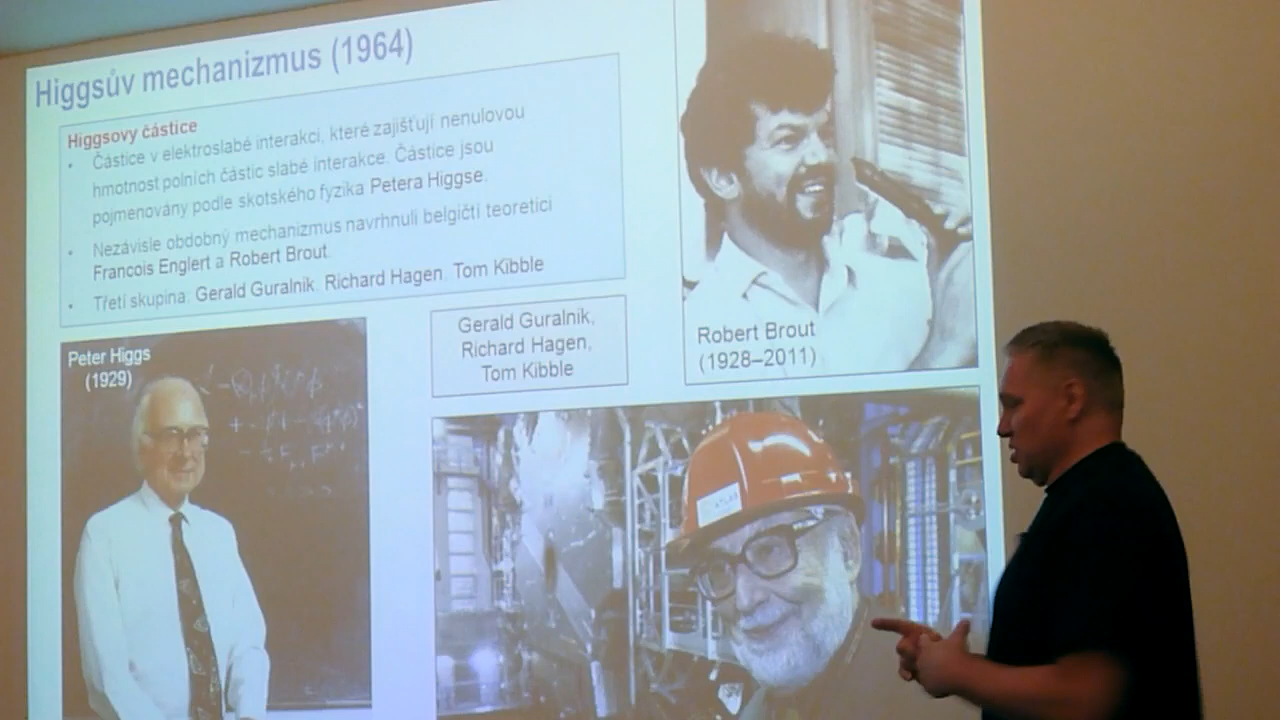 Higgsův mechanizmus (1964)
Higgsovy částice
• Částice v elektroslabé interakci, které zajišťují nenulovou
hmotnost polních částic slabé interakce. Částice jsou
pojmenovány podle skotského fyzika Petera Higgse.
• Nezávisle obdobný mechanizmus navrhnuli belgičtí teoretici
Francois Englert a Robert Brout.
• Třetí skupina: Gerald Guralnik, Richard Hagen, Tom Kibble
Robert Brout
(1928–2011)
Gerald Guralnik,
Richard Hagen,
Tom Kibble
Peter Higgs
(1929)
ATLAS